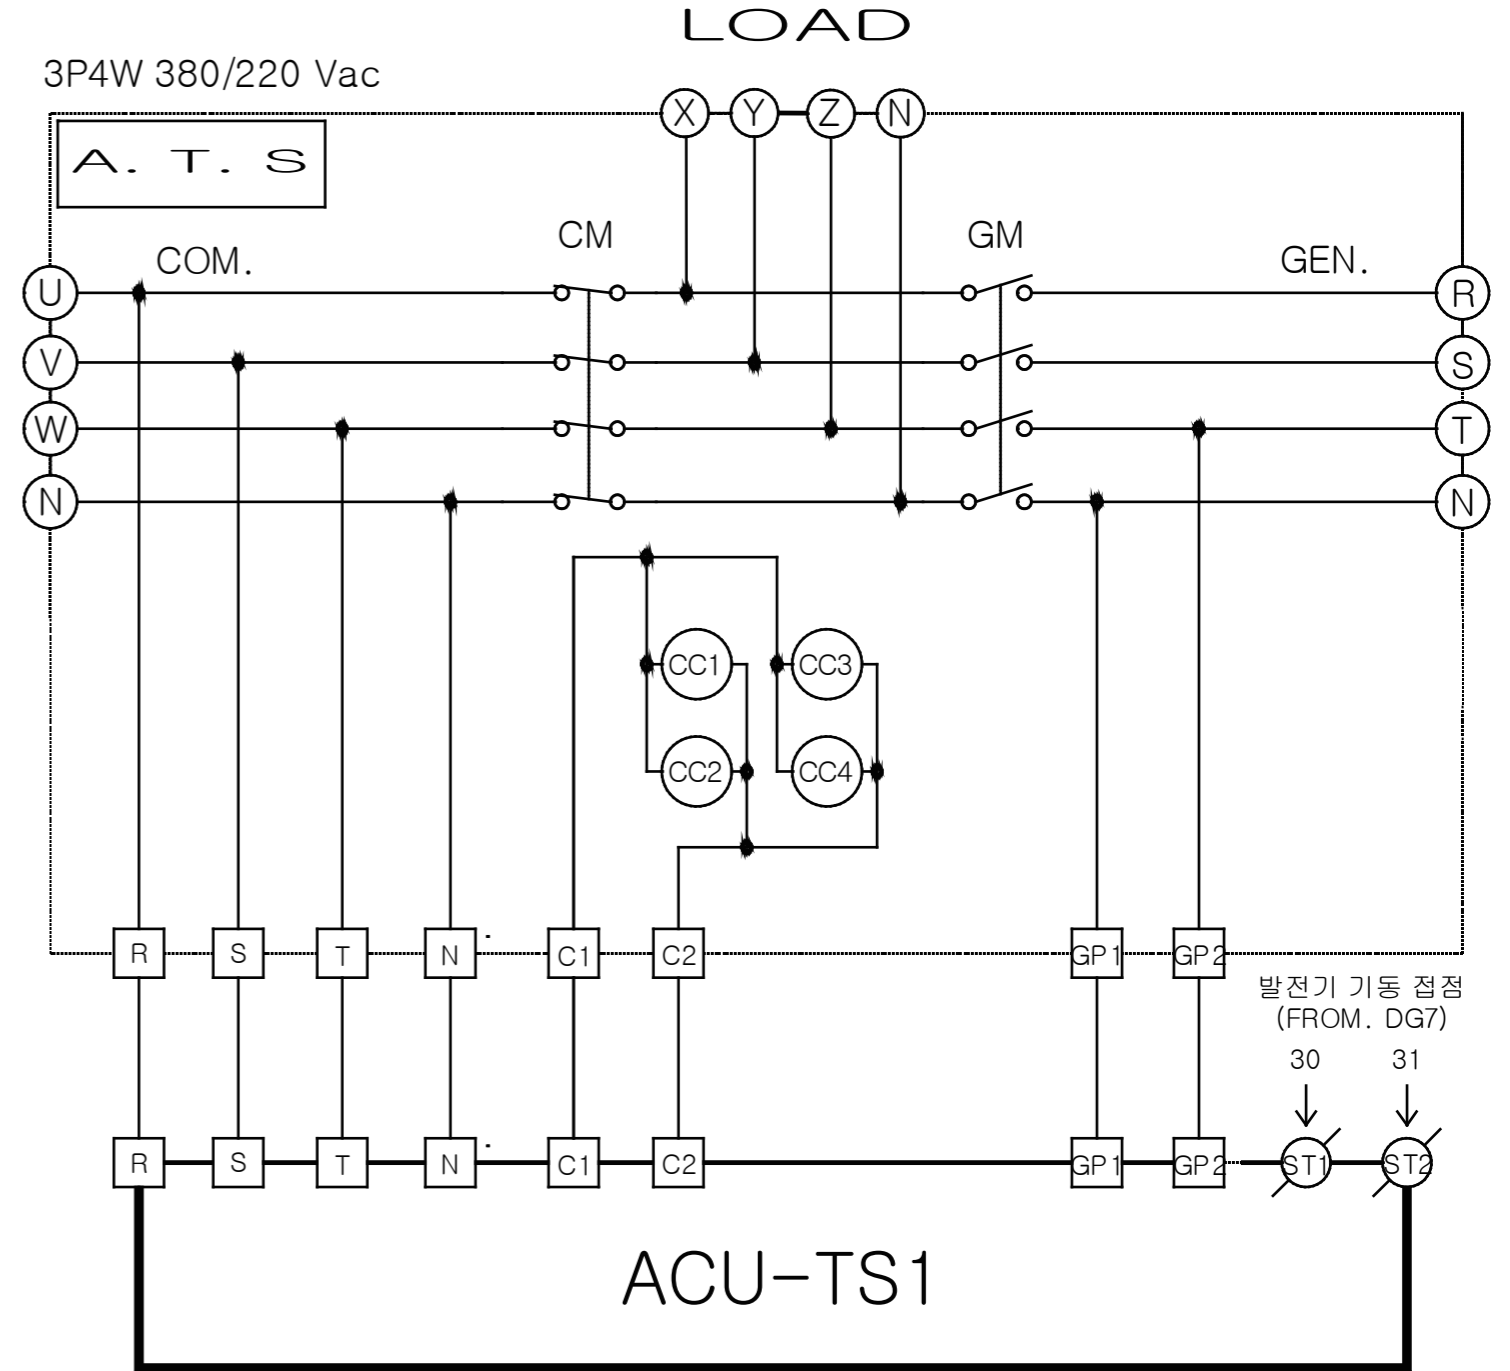 LOAD
3P4W 380/220 Vac
X Y Z N
A. T. S
CM GM
COM. GEN.
U R
V S
W T
N N
CC1 CC3
CC2 CC4
R S T N C1 C2 GP1 GP2
발전기 기동 접점
(FROM. DG7)
30 31
R S T N C1 C2 GP1 GP2 ST1 ST2
ACU-TS1